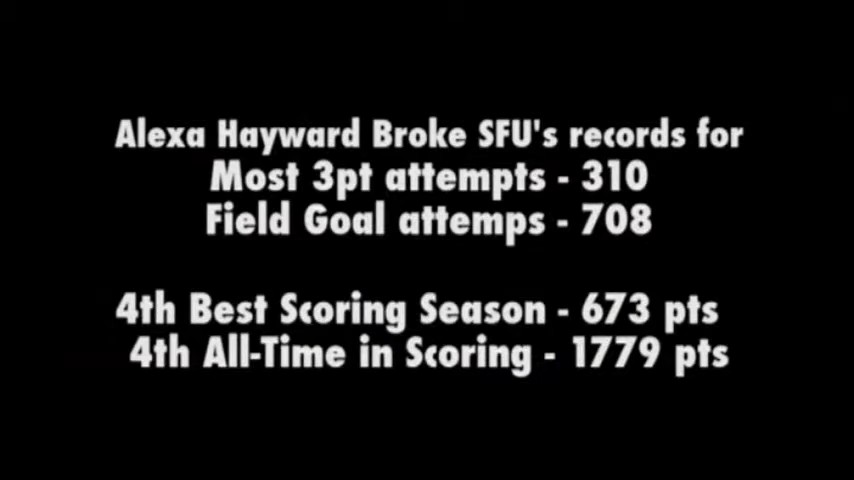 Alexa Hayward Broke SFU's records for
Most 3pt attempts - 310
Field Goal attemps - 708
4th Best Scoring Season - 673 pts
4th All-Time in Scoring - 1779 pts